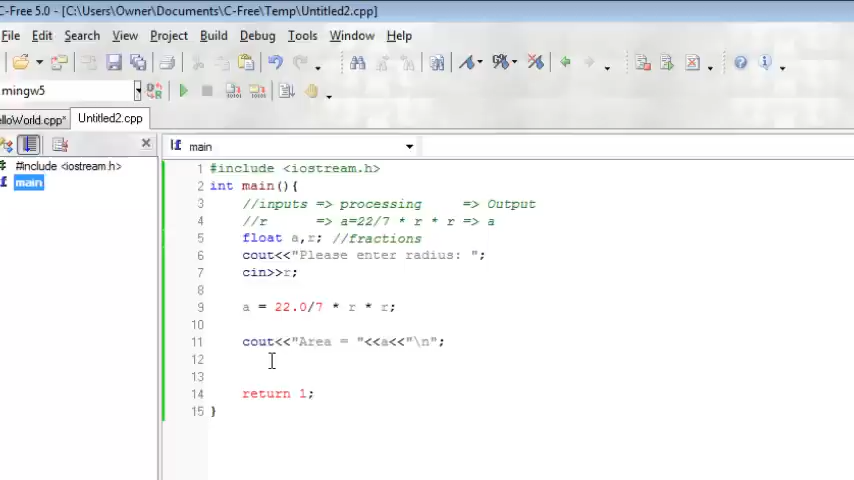 C-Free 5.0 - [C:\Users\Owner\Documents\C-Free\Temp\Untitled2.cpp]
File Edit Search View Project Build Debug Tools Window Help
mingw5
elloWorld.cpp* Untitled2.cpp
#include <iostream.h>
main
main
1 #include <iostream.h>
2 int main(){
3 //inputs => processing => Output
4 //r => a=22/7 * r * r => a
5 float a,r; //fractions
6 cout<<"Please enter radius: ";
7 cin>>r;
8
9 a = 22.0/7 * r * r;
10
11 cout<<"Area = "<<a<<"\n";
12
13
14 return 1;
15 }